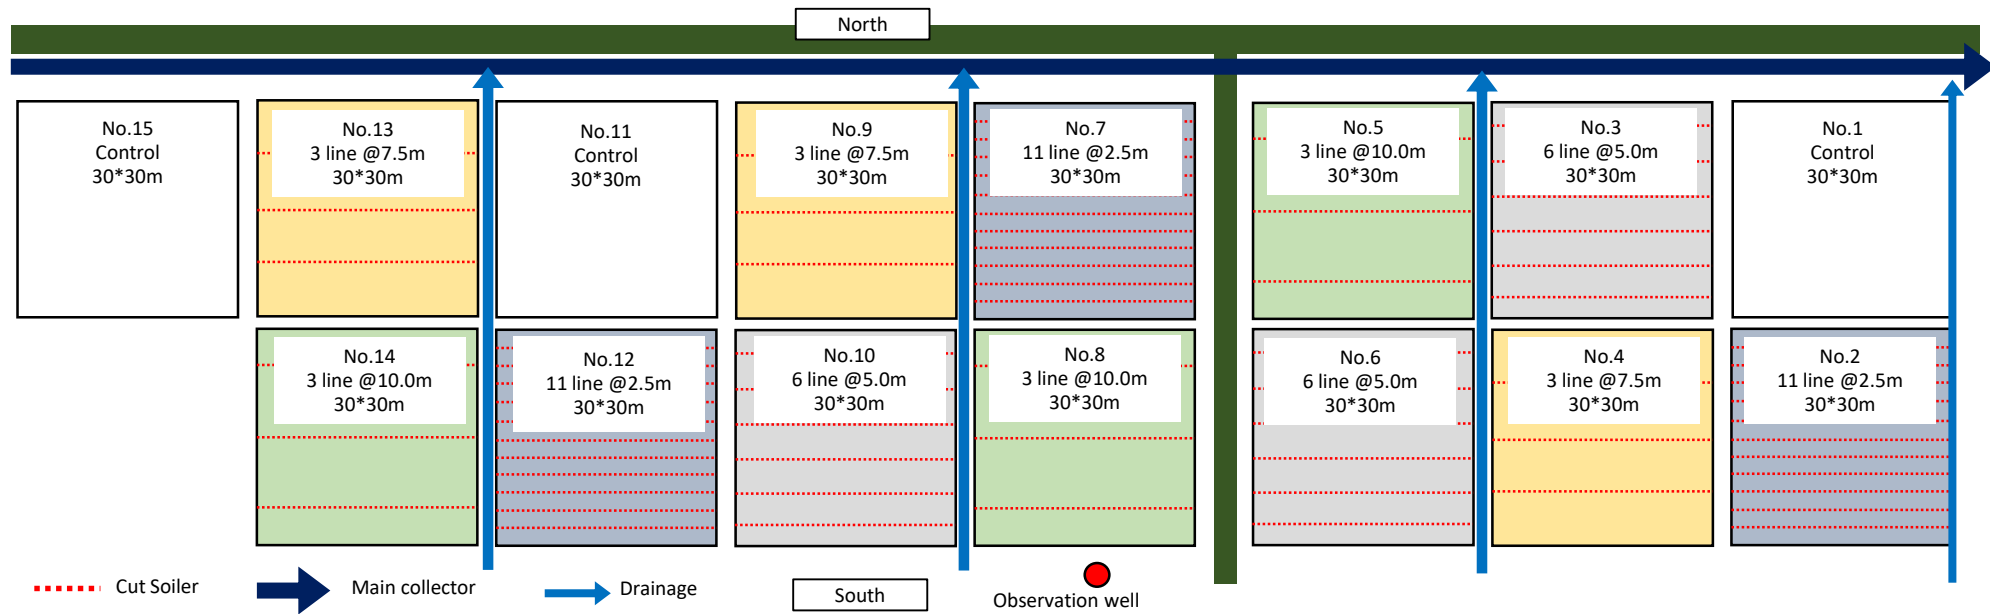 North
No.15
Control
30*30m
No.13
3 line @7.5m
30*30m
No.11
Control
30*30m
No.9
3 line @7.5m
30*30m
No.7
11 line @2.5m
30*30m
No.5
3 line @10.0m
30*30m
No.3
6 line @5.0m
30*30m
No.1
Control
30*30m
No.14
3 line @10.0m
30*30m
No.12
11 line @2.5m
30*30m
No.10
6 line @5.0m
30*30m
No.8
3 line @10.0m
30*30m
No.6
6 line @5.0m
30*30m
No.4
3 line @7.5m
30*30m
No.2
11 line @2.5m
30*30m
Cut Soiler
Main collector
Drainage
South
Observation well